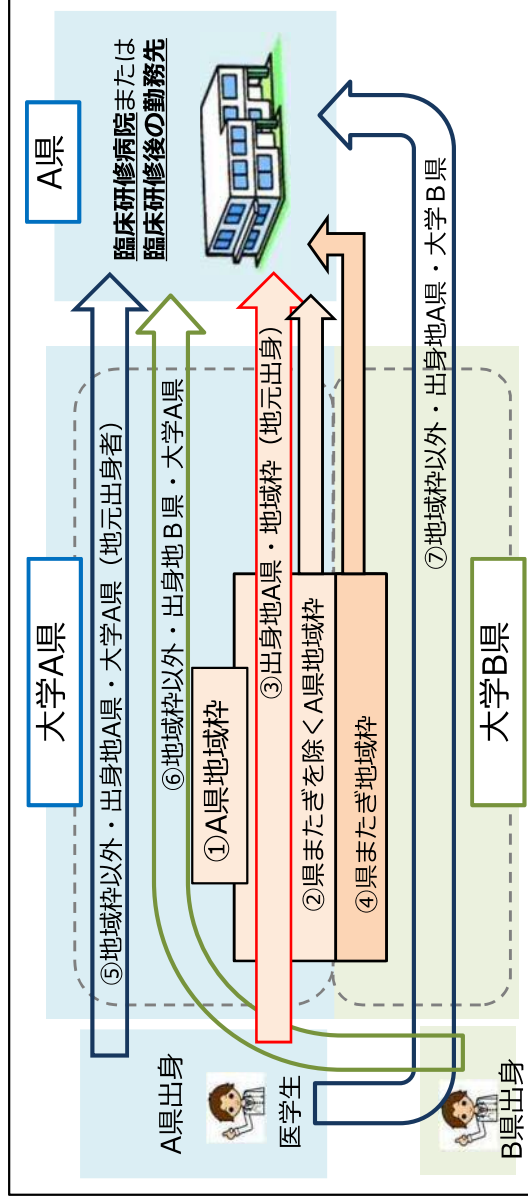 A県
臨床研修病院または
臨床研修後の勤務先
大学A県
⑤地域枠以外・出身地A県・大学A県（地元出身者）
⑥地域枠以外・出身地B県・大学A県
①A県地域枠
③出身地A県・地域枠（地元出身）
②県またぎを除くA県地域枠
④県またぎ地域枠
⑦地域枠以外・出身地A県・大学B県
大学B県
A県出身
医学生
B県出身